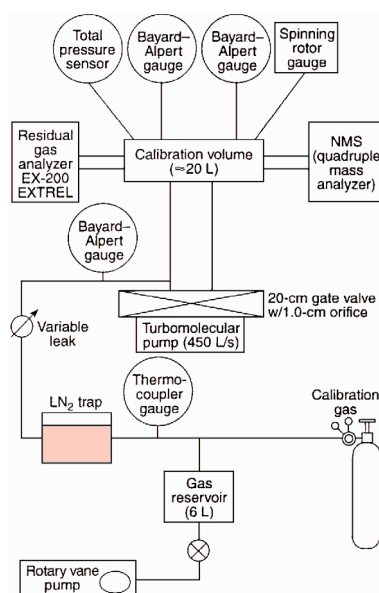 Total
pressure
sensor
Bayard–
Alpert
gauge
Bayard–
Alpert
gauge
Spinning
rotor
gauge
Residual
gas
analyzer
EX-200
EXTREL
Calibration volume
(≈20 L)
NMS
(quadruple
mass
analyzer)
Bayard–
Alpert
gauge
20-cm gate valve
w/1.0-cm orifice
Variable
leak
Turbomolecular
pump (450 L/s)
Thermo-
coupler
gauge
LN2 trap
Calibration
gas
Gas
reservoir
(6 L)
Rotary vane
pump